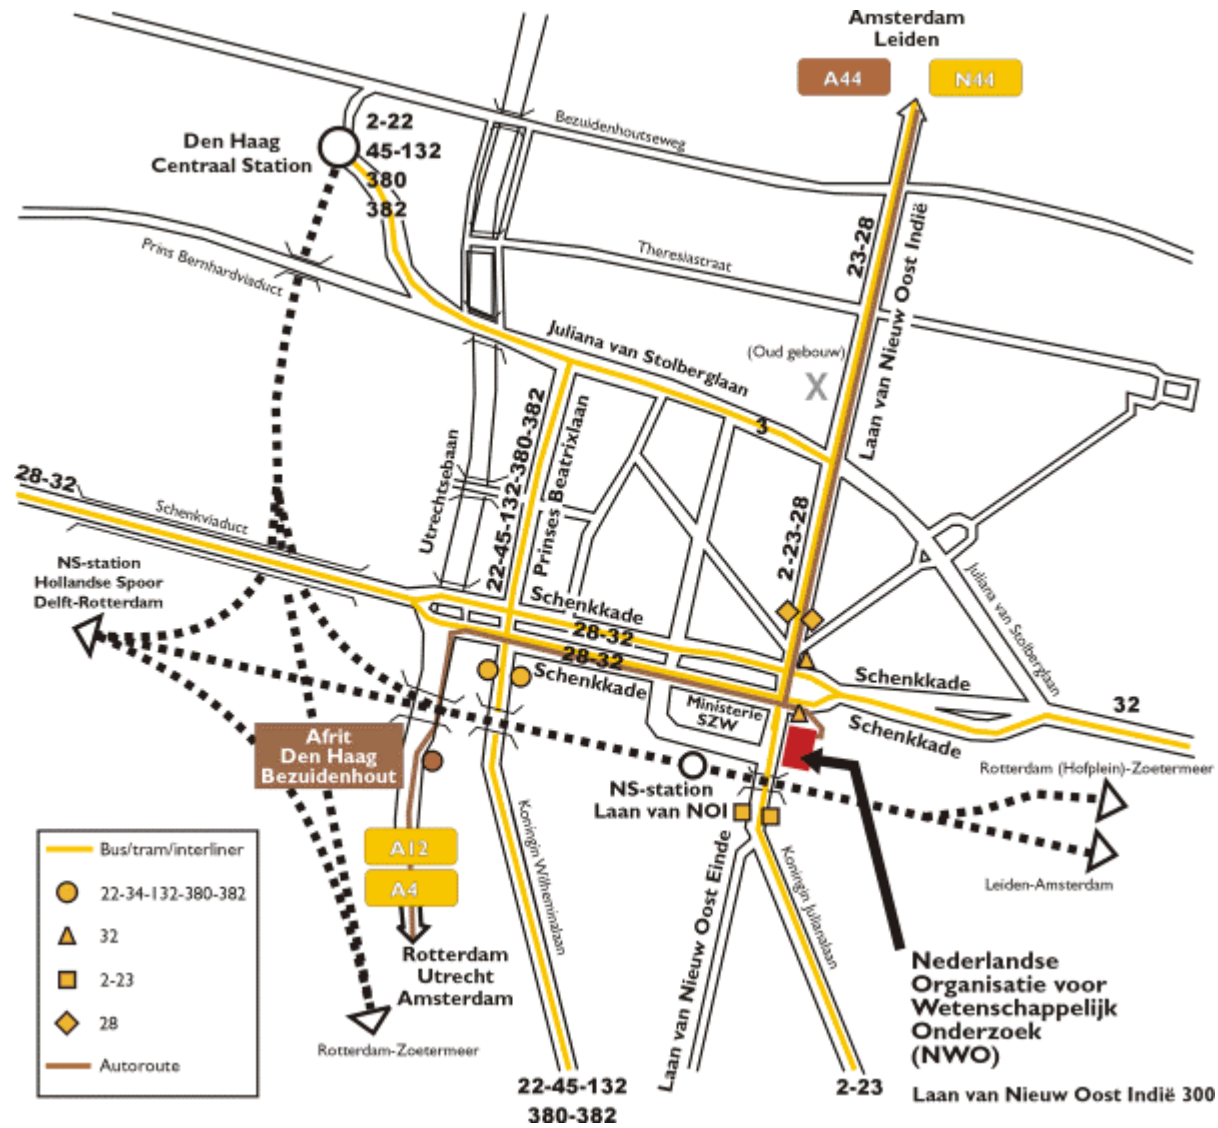 Amsterdam
Leiden
A44
N44
Bezuidenhoutseweg
2-22
45-132
380
382
Den Haag
Centraal Station
Prins Bernhardviaduct
Theresiastraat
23-28
Laan van Nieuw Oost Indië
Juliana van Stolberglaan
(Oud gebouw)
X
3
22-45-132-380-382
Prinses Beatrixlaan
Utrechtsebaan
28-32
Schenkviaduct
2-23-28
NS-station
Hollandse Spoor
Delft-Rotterdam
Schenkkade
28-32
28-32
Schenkkade
Juliana van Stolberglaan
Schenkkade
Schenkkade
32
Ministerie
SZW
Afrit
Den Haag
Bezuidenhout
NS-station
Laan van NOI
Rotterdam (Hofplein)-Zoetermeer
Leiden-Amsterdam
A12
A4
Koningin Wilheminalaan
Laan van Nieuw Oost Einde
Koningin Julianalaan
Rotterdam
Utrecht
Amsterdam
Rotterdam-Zoetermeer
22-45-132
380-382
2-23
Nederlandse
Organisatie voor
Wetenschappelijk
Onderzoek
(NWO)
Laan van Nieuw Oost Indië 300
Bus/tram/interliner
22-34-132-380-382
32
2-23
28
Autoroute